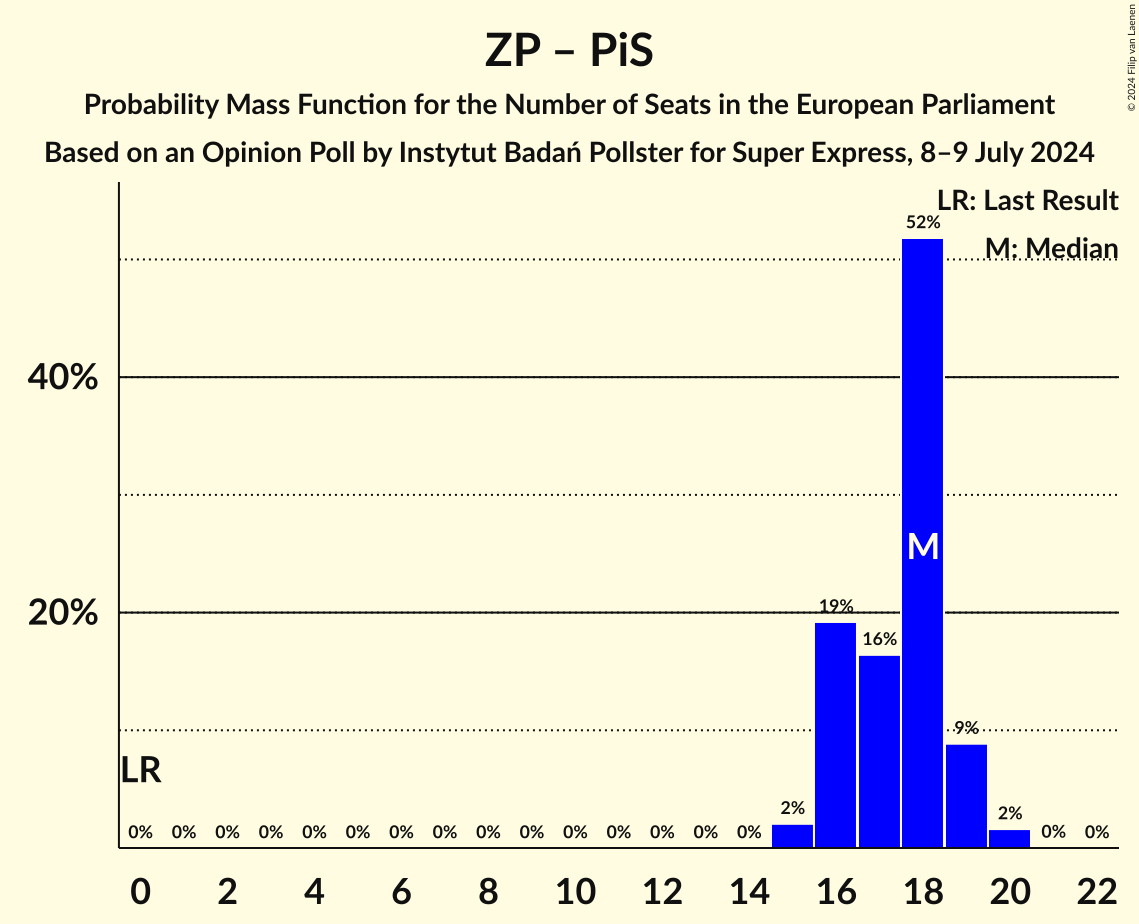 ZP – PiS
Probability Mass Function for the Number of Seats in the European Parliament
Based on an Opinion Poll by Instytut Badań Pollster for Super Express, 8–9 July 2024
© 2024 Filip van Laenen
LR: Last Result
M: Median
52%
40%
M
20%
19%
16%
9%
LR
2%
2%
0% 0% 0% 0% 0% 0% 0% 0% 0% 0% 0% 0% 0% 0% 0% 0% 0%
0 2 4 6 8 10 12 14 16 18 20 22